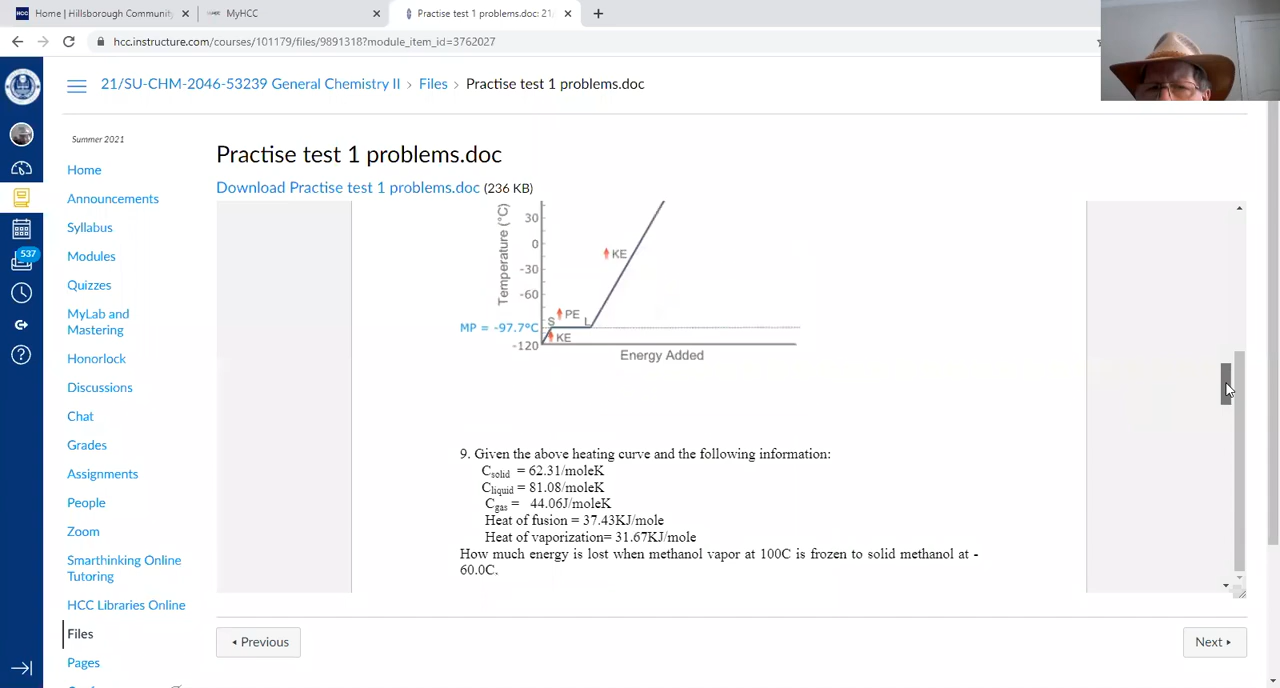 Home | Hillsborough Community
MyHCC
Practise test 1 problems.doc: 21/
hcc.instructure.com/courses/101179/files/9891318?module_item_id=3762027
21/SU-CHM-2046-53239 General Chemistry II > Files > Practise test 1 problems.doc
Summer 2021
Home
Announcements
Syllabus
Modules
Quizzes
MyLab and
Mastering
Honorlock
Discussions
Chat
Grades
Assignments
People
Zoom
Smarthinking Online
Tutoring
HCC Libraries Online
Files
Pages
537
Practise test 1 problems.doc
Download Practise test 1 problems.doc (236 KB)
Temperature (°C)
30
0
-30
-60
-120
KE
PE
S
L
MP = -97.7°C
KE
Energy Added
9. Given the above heating curve and the following information:
Csolid = 62.31/moleK
Cliquid = 81.08/moleK
Cgas = 44.06J/moleK
Heat of fusion = 37.43KJ/mole
Heat of vaporization= 31.67KJ/mole
How much energy is lost when methanol vapor at 100C is frozen to solid methanol at -
60.0C.
Previous
Next